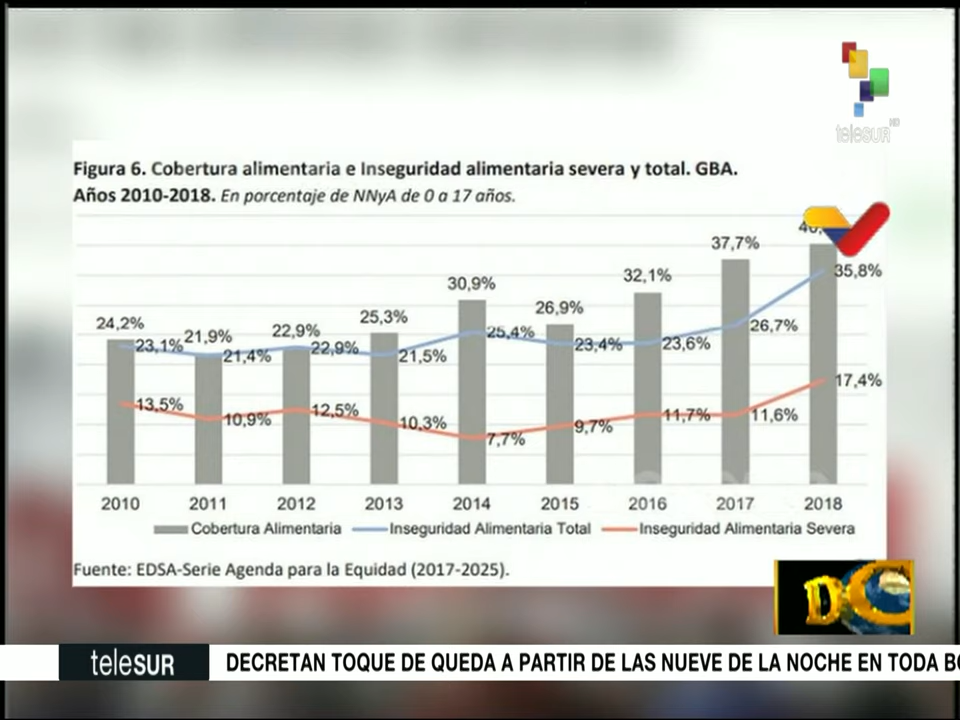 teleSUR HD
Figura 6. Cobertura alimentaria e Inseguridad alimentaria severa y total. GBA.
Años 2010-2018. En porcentaje de NNyA de 0 a 17 años.
24,2% 21,9% 22,9% 25,3% 30,9% 26,9% 32,1% 37,7%
23,1% 21,4% 22,9% 21,5% 25,4% 23,4% 23,6% 26,7% 35,8%
13,5% 10,9% 12,5% 10,3% 7,7% 9,7% 11,7% 11,6% 17,4%
2010 2011 2012 2013 2014 2015 2016 2017 2018
Cobertura Alimentaria Inseguridad Alimentaria Total Inseguridad Alimentaria Severa
Fuente: EDSA-Serie Agenda para la Equidad (2017-2025).
teleSUR DECRETAN TOQUE DE QUEDA A PARTIR DE LAS NUEVE DE LA NOCHE EN TODA